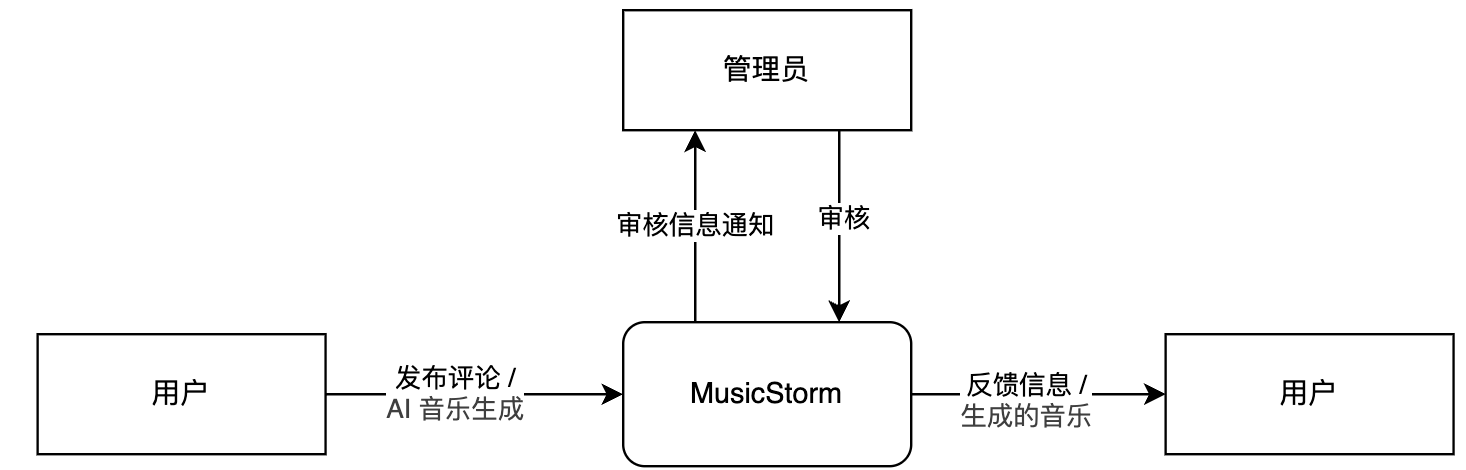 管理员
审核信息通知
审核
用户
发布评论 /
AI 音乐生成
MusicStorm
反馈信息 /
生成的音乐
用户